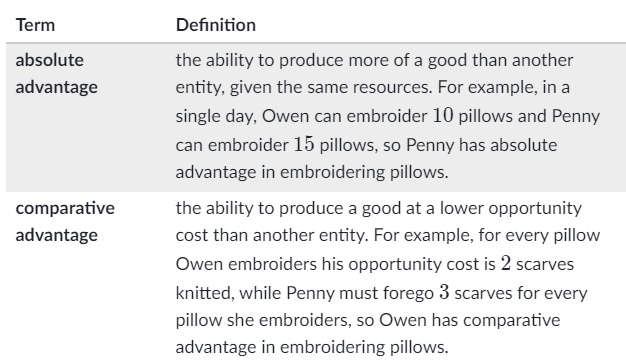 Term Definition
absolute advantage
the ability to produce more of a good than another
entity, given the same resources. For example, in a
single day, Owen can embroider 10 pillows and Penny
can embroider 15 pillows, so Penny has absolute
advantage in embroidering pillows.
comparative advantage
the ability to produce a good at a lower opportunity
cost than another entity. For example, for every pillow
Owen embroiders his opportunity cost is 2 scarves
knitted, while Penny must forego 3 scarves for every
pillow she embroiders, so Owen has comparative
advantage in embroidering pillows.